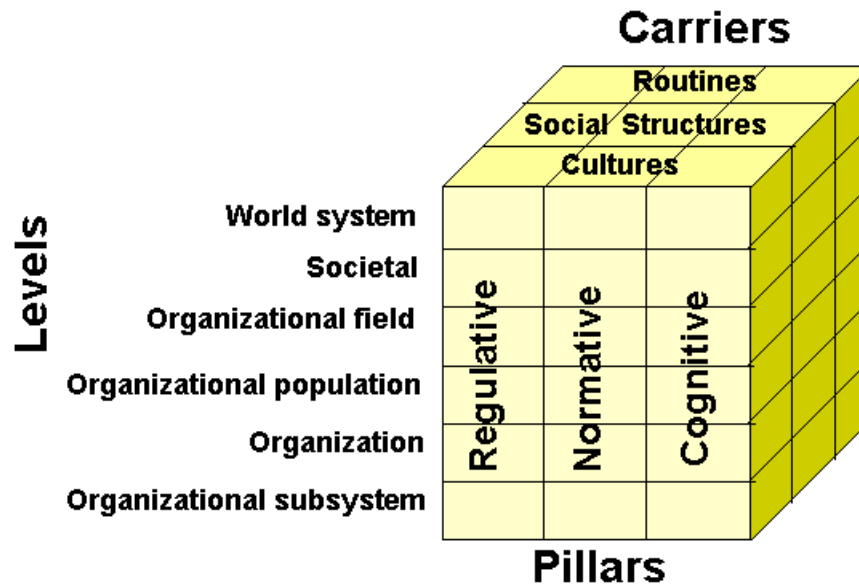 Carriers
Routines
Social Structures
Cultures
Levels
World system
Societal
Organizational field
Organizational population
Organization
Organizational subsystem
Regulative
Normative
Cognitive
Pillars